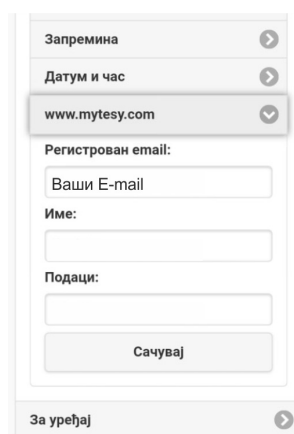 Запремина
Датум и час
www.mytesy.com
Регистрован email:
Ваши E-mail
Име:
Подаци:
Сачувај
За уређај